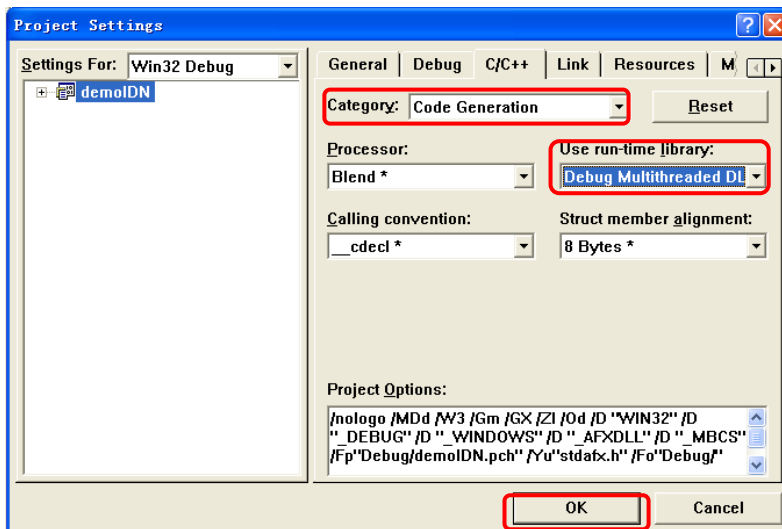 Project Settings
Settings For: Win32 Debug
General Debug C/C++ Link Resources M
demoIDN
Category: Code Generation Reset
Processor: Use run-time library:
Blend * Debug Multithreaded DL
Calling convention: Struct member alignment:
__cdecl * 8 Bytes *
Project Options:
/nologo /MDd /W3 /Gm /GX /ZI /Od /D "WIN32" /D
"_DEBUG" /D "_WINDOWS" /D "_AFXDLL" /D "_MBCS"
/Fp"Debug/demoIDN.pch" /Yu"stdafx.h" /Fo"Debug/"
OK Cancel